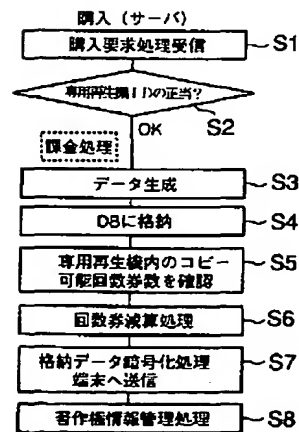 購入(サーバ)
購入要求処理受信
S1
専用再生機IDの正当?
S2
OK
課金処理
データ生成
S3
DBに格納
S4
専用再生機内のコピー
可能回数券数を確認
S5
回数券減算処理
S6
格納データ暗号化処理
端末へ送信
S7
著作権情報管理処理
S8